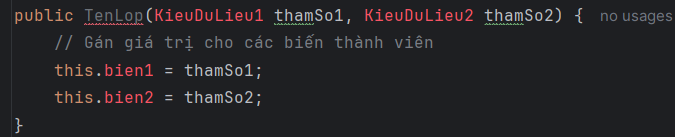 public TenLop(KieuDuLieu1 thamSo1, KieuDuLieu2 thamSo2) { no usages
// Gán giá trị cho các biến thành viên
this.bien1 = thamSo1;
this.bien2 = thamSo2;
}